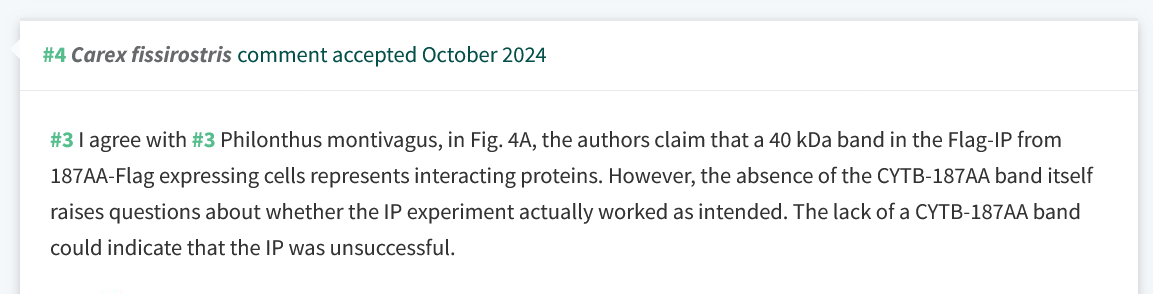 #4 Carex fissirostris comment accepted October 2024
#3 I agree with #3 Philonthus montivagus, in Fig. 4A, the authors claim that a 40 kDa band in the Flag-IP from
187AA-Flag expressing cells represents interacting proteins. However, the absence of the CYTB-187AA band itself
raises questions about whether the IP experiment actually worked as intended. The lack of a CYTB-187AA band
could indicate that the IP was unsuccessful.